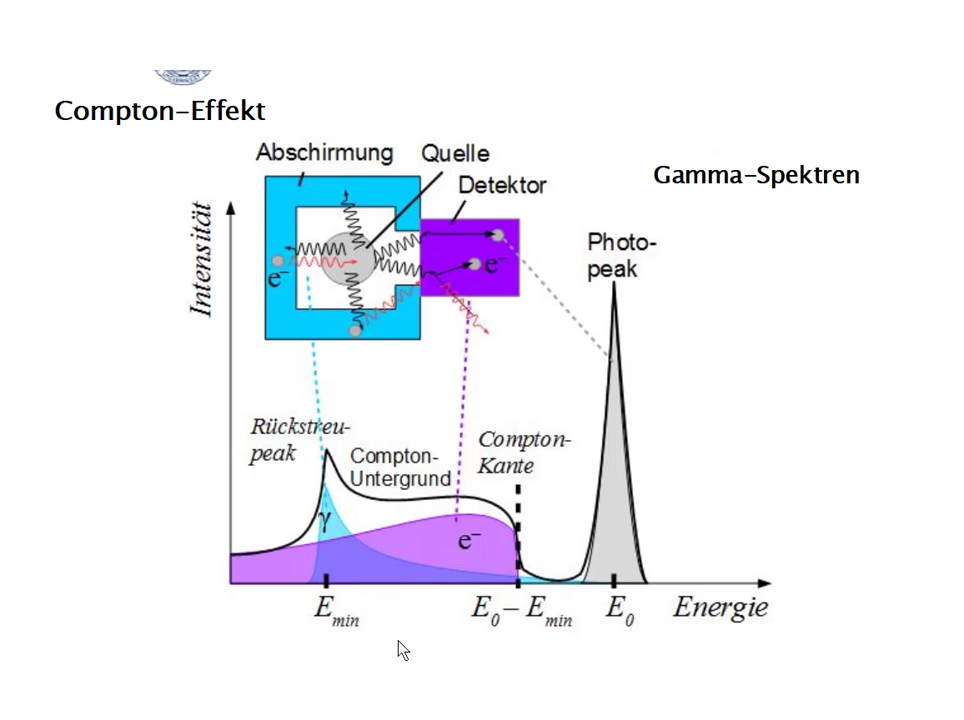 Compton-Effekt
Gamma-Spektren
Abschirmung
Quelle
Detektor
Intensität
e⁻
e⁻
Photo-
peak
Rückstreu-
peak
Compton-
Untergrund
Compton-
Kante
γ
e⁻
E_min
E_0 – E_min
E_0
Energie